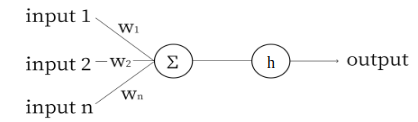 input 1
w₁
input 2 w₂ Σ h output
wₙ
input n